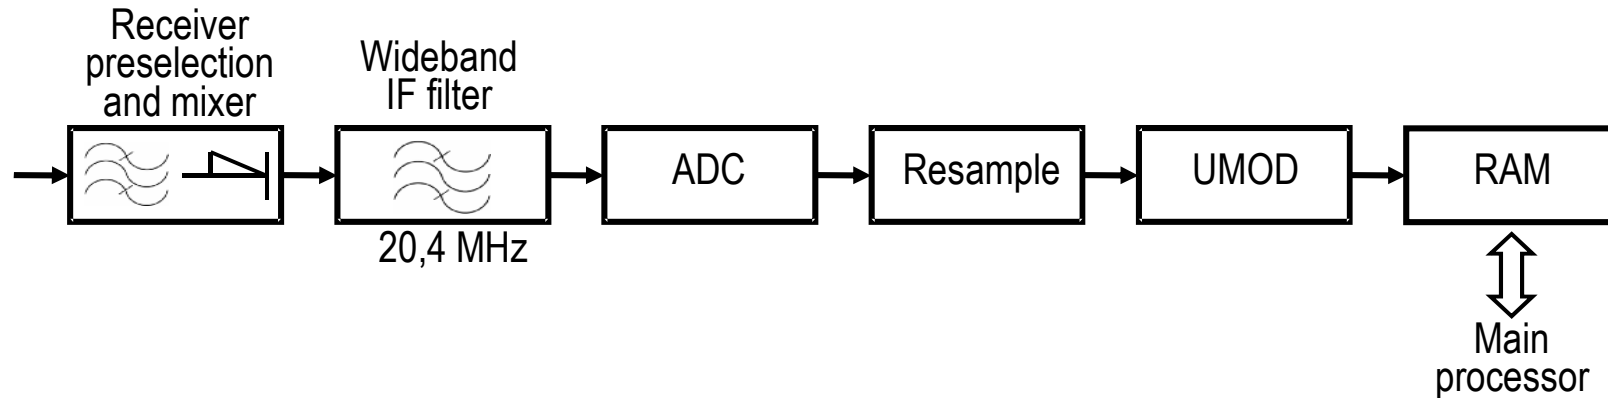 Receiver
preselection
and mixer
Wideband
IF filter
20,4 MHz
ADC
Resample
UMOD
RAM
Main
processor